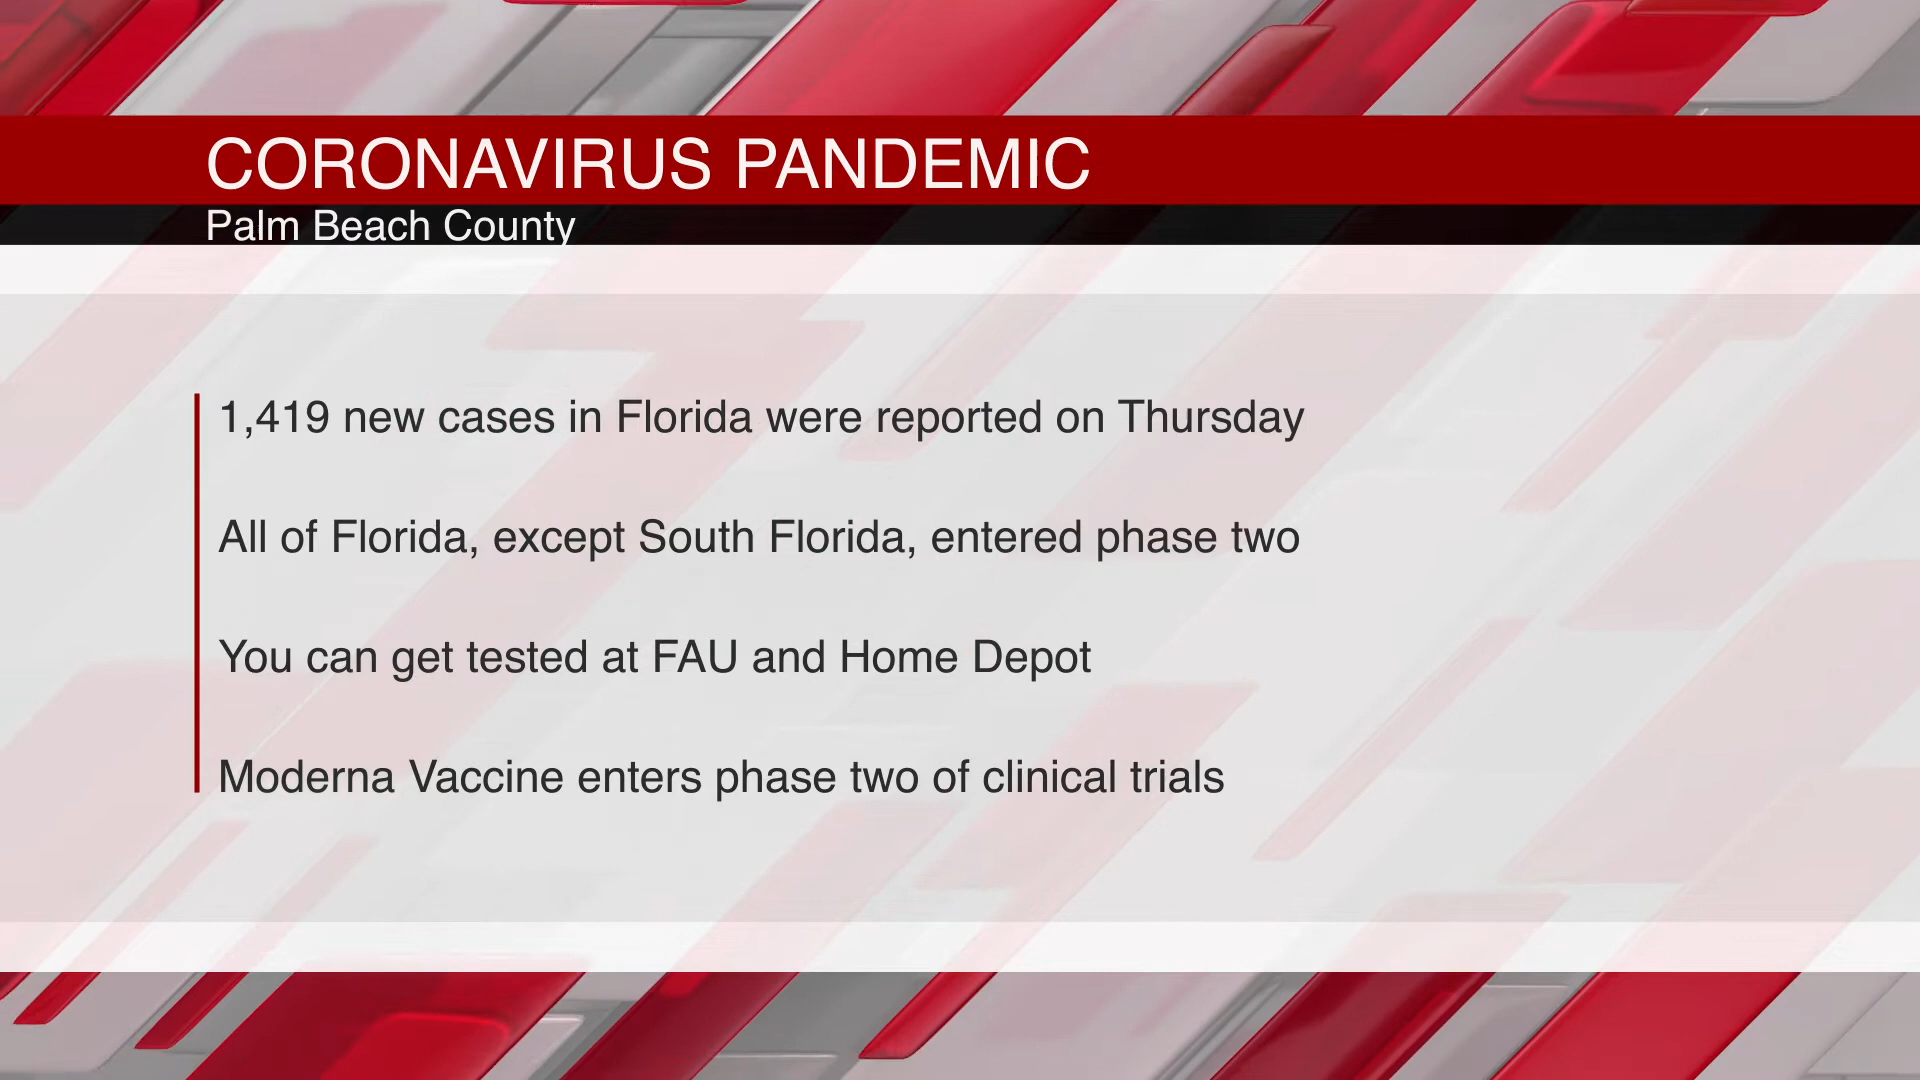 CORONAVIRUS PANDEMIC
Palm Beach County
1,419 new cases in Florida were reported on Thursday
All of Florida, except South Florida, entered phase two
You can get tested at FAU and Home Depot
Moderna Vaccine enters phase two of clinical trials